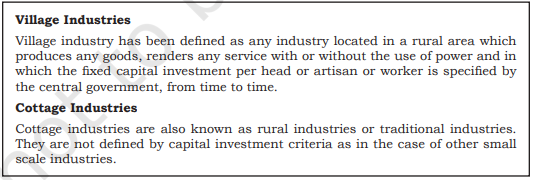 Village Industries
Village industry has been defined as any industry located in a rural area which
produces any goods, renders any service with or without the use of power and in
which the fixed capital investment per head or artisan or worker is specified by
the central government, from time to time.
Cottage Industries
Cottage industries are also known as rural industries or traditional industries.
They are not defined by capital investment criteria as in the case of other small
scale industries.
not to b